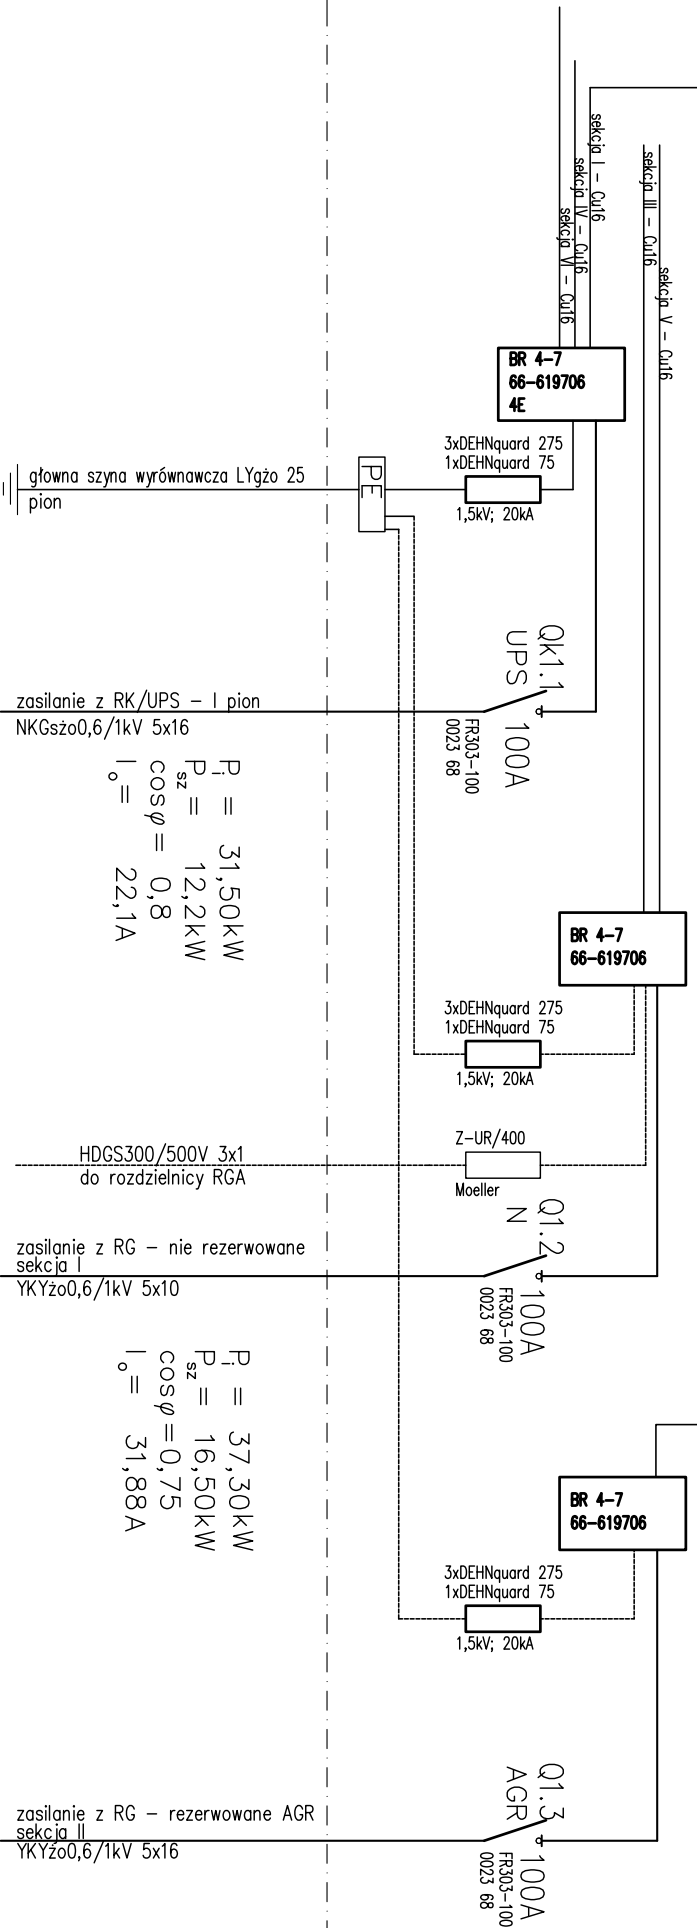 sekcja I - Cu16
sekcja IV - Cu16
sekcja VI - Cu16
sekcja III - Cu16
sekcja V - Cu16
BR 4-7
66-619706
4E
3xDEHNquard 275
1xDEHNquard 75
1,5kV; 20kA
głowna szyna wyrównawcza LYgżo 25
pion
PE
Qk1.1
UPS
100A
FR303-100
0023 68
zasilanie z RK/UPS - I pion
NKGsżo0,6/1kV 5x16
Pi = 31,50kW
Psz = 12,2kW
cosφ = 0,8
Io = 22,1A
BR 4-7
66-619706
3xDEHNquard 275
1xDEHNquard 75
1,5kV; 20kA
Z-UR/400
Moeller
HDGS300/500V 3x1
do rozdzielnicy RGA
Q1.2
N
100A
FR303-100
0023 68
zasilanie z RG - nie rezerwowane
sekcja I
YKYżo0,6/1kV 5x10
Pi = 37,30kW
Psz = 16,50kW
cosφ =0,75
Io = 31,88A
BR 4-7
66-619706
3xDEHNquard 275
1xDEHNquard 75
1,5kV; 20kA
Q1.3
AGR
100A
FR303-100
0023 68
zasilanie z RG - rezerwowane AGR
sekcja II
YKYżo0,6/1kV 5x16